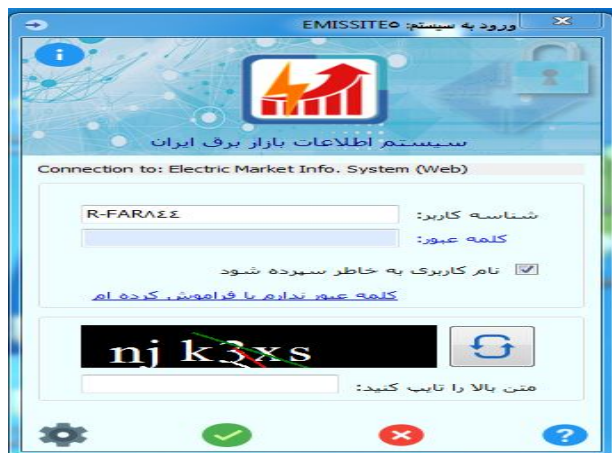 ورود به سیستم: EMISSITE۵
سیستم اطلاعات بازار برق ایران
Connection to: Electric Market Info. System (Web)
شناسه کاربر: R-FAR۸٤٤
کلمه عبور:
نام کاربری به خاطر سپرده شود
کلمه عبور ندارم یا فراموش کرده ام
nj k3xs
متن بالا را تایپ کنید: